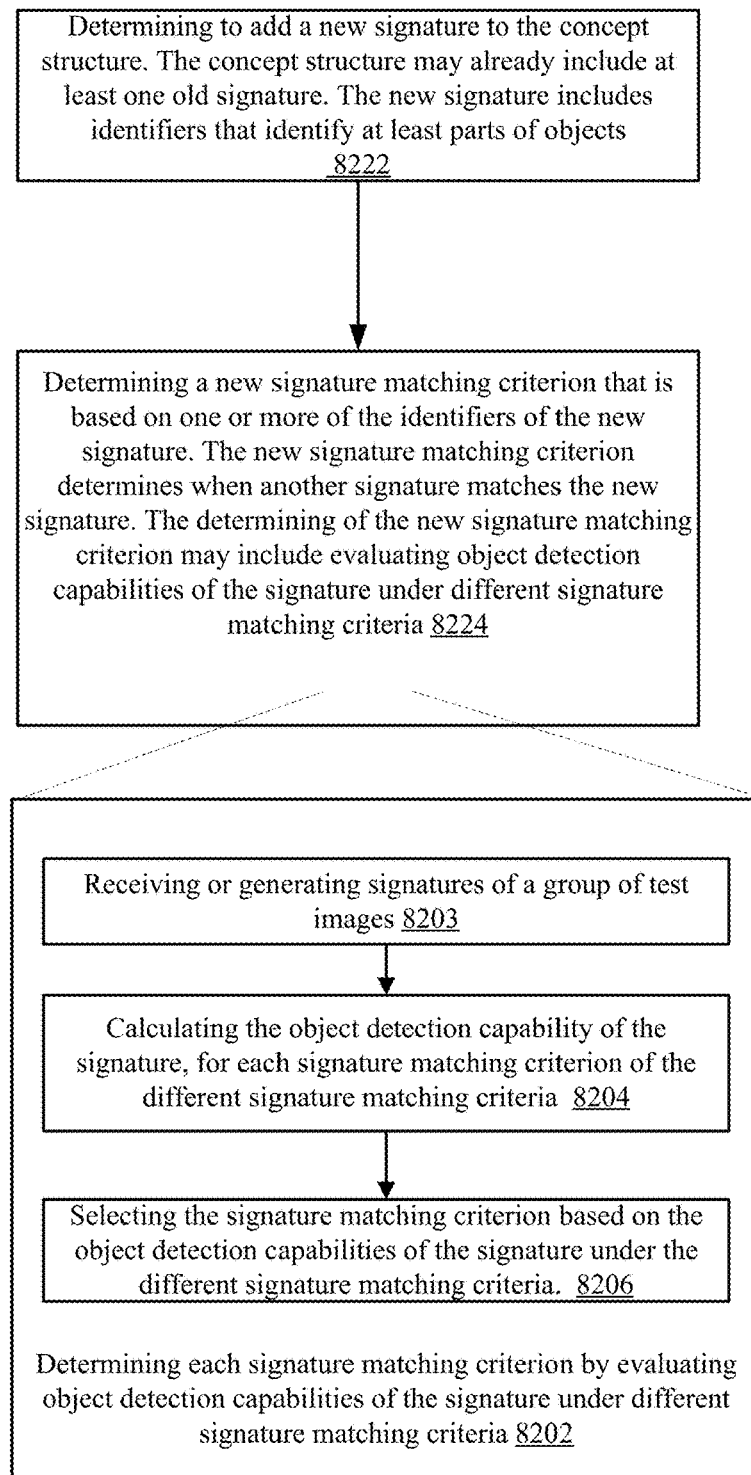 Determining to add a new signature to the concept
structure. The concept structure may already include at
least one old signature. The new signature includes
identifiers that identify at least parts of objects
8222
Determining a new signature matching criterion that is
based on one or more of the identifiers of the new
signature. The new signature matching criterion
determines when another signature matches the new
signature. The determining of the new signature matching
criterion may include evaluating object detection
capabilities of the signature under different signature
matching criteria 8224
Receiving or generating signatures of a group of test
images 8203
Calculating the object detection capability of the
signature, for each signature matching criterion of the
different signature matching criteria 8204
Selecting the signature matching criterion based on the
object detection capabilities of the signature under the
different signature matching criteria. 8206
Determining each signature matching criterion by evaluating
object detection capabilities of the signature under different
signature matching criteria 8202